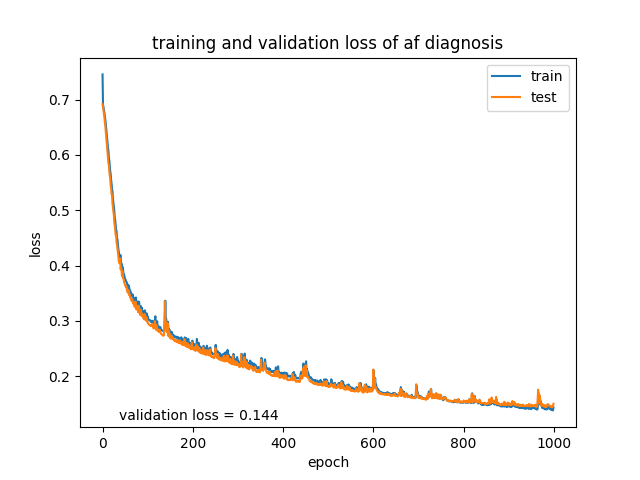 training and validation loss of af diagnosis
train
test
0.7
0.6
0.5
0.4
0.3
0.2
loss
validation loss = 0.144
0
200
400
600
800
1000
epoch